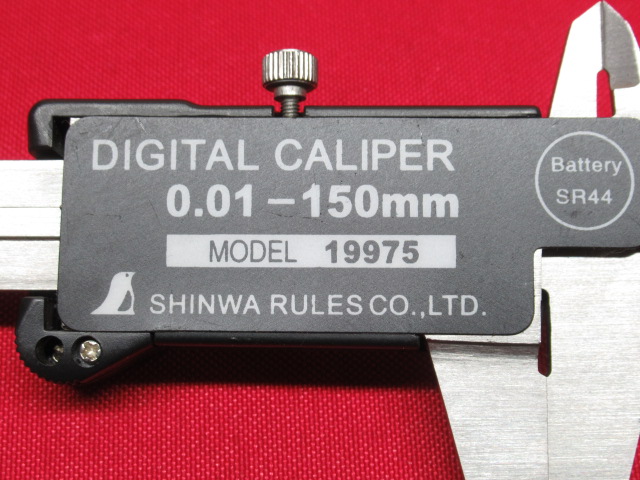 DIGITAL CALIPER
0.01-150mm
MODEL 19975
SHINWA RULES CO.,LTD.
Battery
SR44